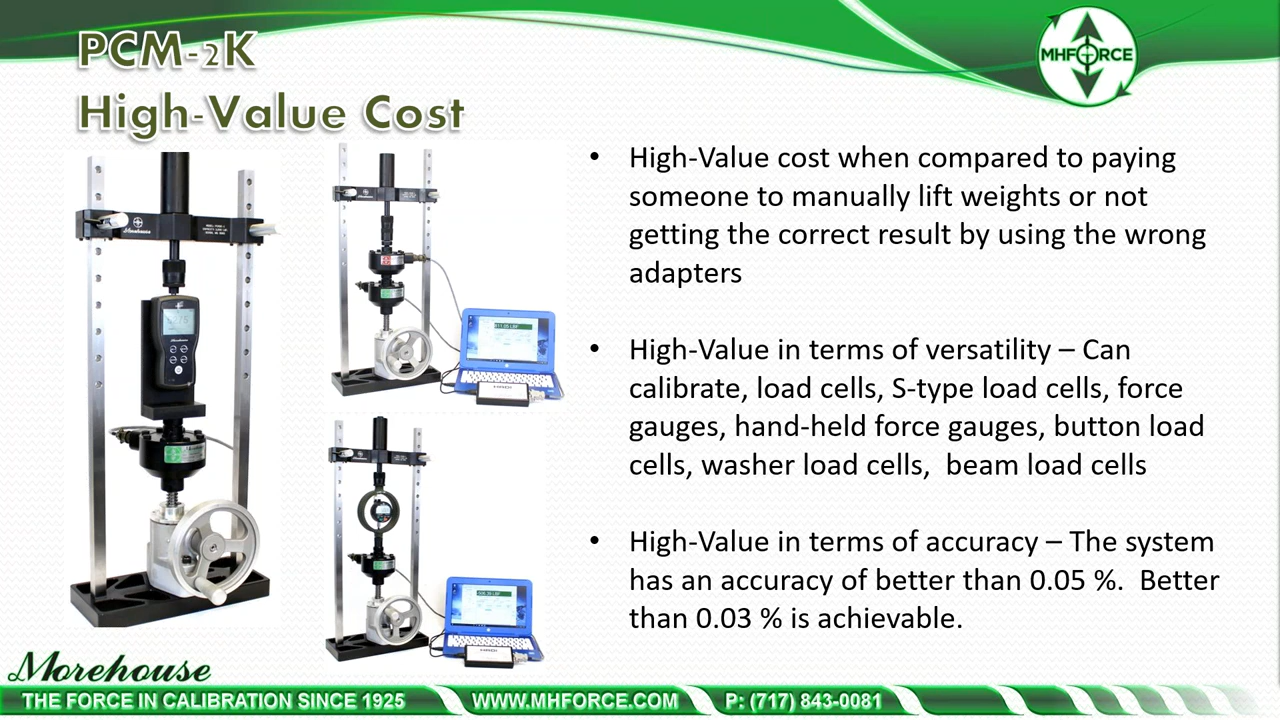 PCM-2K
High-Value Cost
MHFORCE
• High-Value cost when compared to paying
someone to manually lift weights or not
getting the correct result by using the wrong
adapters
• High-Value in terms of versatility – Can
calibrate, load cells, S-type load cells, force
gauges, hand-held force gauges, button load
cells, washer load cells,  beam load cells
• High-Value in terms of accuracy – The system
has an accuracy of better than 0.05 %.  Better
than 0.03 % is achievable.
Morehouse
Morehouse
THE FORCE IN CALIBRATION SINCE 1925
WWW.MHFORCE.COM
P: (717) 843-0081